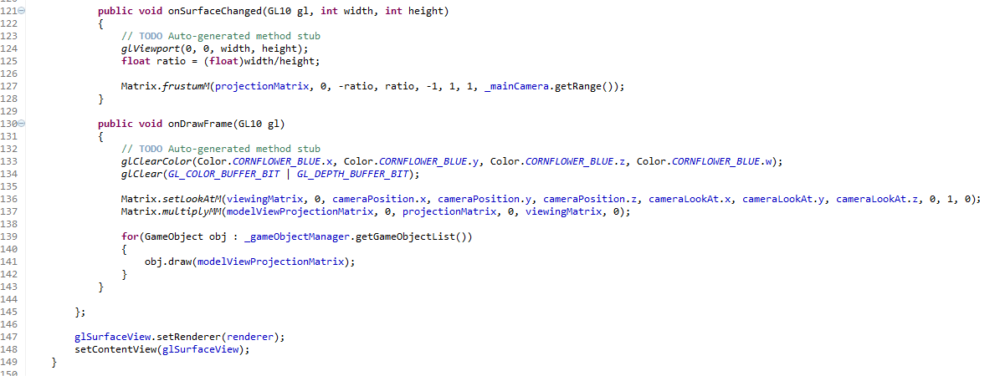 121 public void onSurfaceChanged(GL10 gl, int width, int height)
122 {
123 // TODO Auto-generated method stub
124 glViewport(0, 0, width, height);
125 float ratio = (float)width/height;
126
127 Matrix.frustumM(projectionMatrix, 0, -ratio, ratio, -1, 1, 1, _mainCamera.getRange());
128 }
129
130 public void onDrawFrame(GL10 gl)
131 {
132 // TODO Auto-generated method stub
133 glClearColor(Color.CORNFLOWER_BLUE.x, Color.CORNFLOWER_BLUE.y, Color.CORNFLOWER_BLUE.z, Color.CORNFLOWER_BLUE.w);
134 glClear(GL_COLOR_BUFFER_BIT | GL_DEPTH_BUFFER_BIT);
135
136 Matrix.setLookAtM(viewingMatrix, 0, cameraPosition.x, cameraPosition.y, cameraPosition.z, cameraLookAt.x, cameraLookAt.y, cameraLookAt.z, 0, 1, 0);
137 Matrix.multiplyMM(modelViewProjectionMatrix, 0, projectionMatrix, 0, viewingMatrix, 0);
138
139 for(GameObject obj : _gameObjectManager.getGameObjectList())
140 {
141 obj.draw(modelViewProjectionMatrix);
142 }
143 }
144
145 };
146
147 glSurfaceView.setRenderer(renderer);
148 setContentView(glSurfaceView);
149 }
150